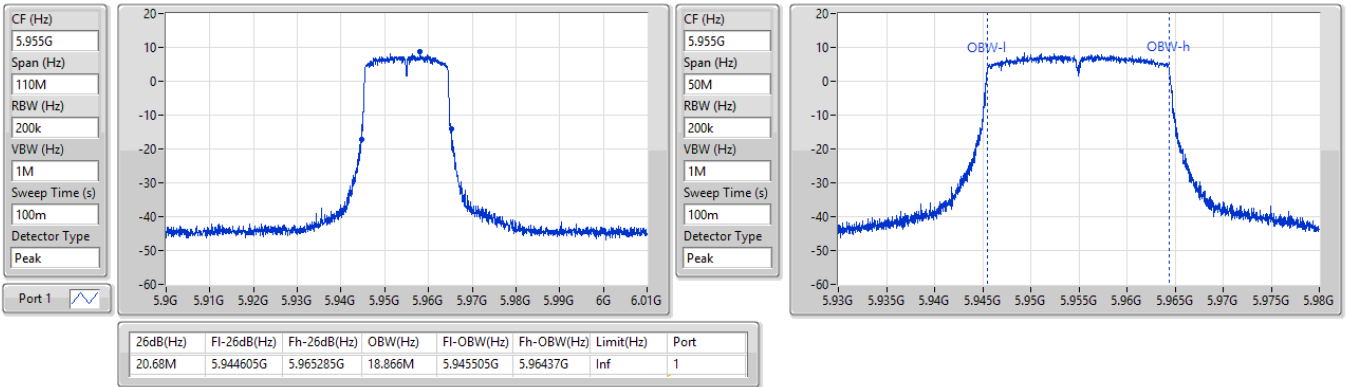 CF (Hz)
5.955G
Span (Hz)
110M
RBW (Hz)
200k
VBW (Hz)
1M
Sweep Time (s)
100m
Detector Type
Peak
Port 1
20
10
0
-10
-20
-30
-40
-50
-60
5.9G 5.91G 5.92G 5.93G 5.94G 5.95G 5.96G 5.97G 5.98G 5.99G 6G 6.01G
CF (Hz)
5.955G
Span (Hz)
50M
RBW (Hz)
200k
VBW (Hz)
1M
Sweep Time (s)
100m
Detector Type
Peak
20
10
0
-10
-20
-30
-40
-50
-60
OBW-l OBW-h
5.93G 5.935G 5.94G 5.945G 5.95G 5.955G 5.96G 5.965G 5.97G 5.975G 5.98G
26dB(Hz) Fl-26dB(Hz) Fh-26dB(Hz) OBW(Hz) Fl-OBW(Hz) Fh-OBW(Hz) Limit(Hz) Port
20.68M 5.944605G 5.965285G 18.866M 5.945505G 5.96437G Inf 1